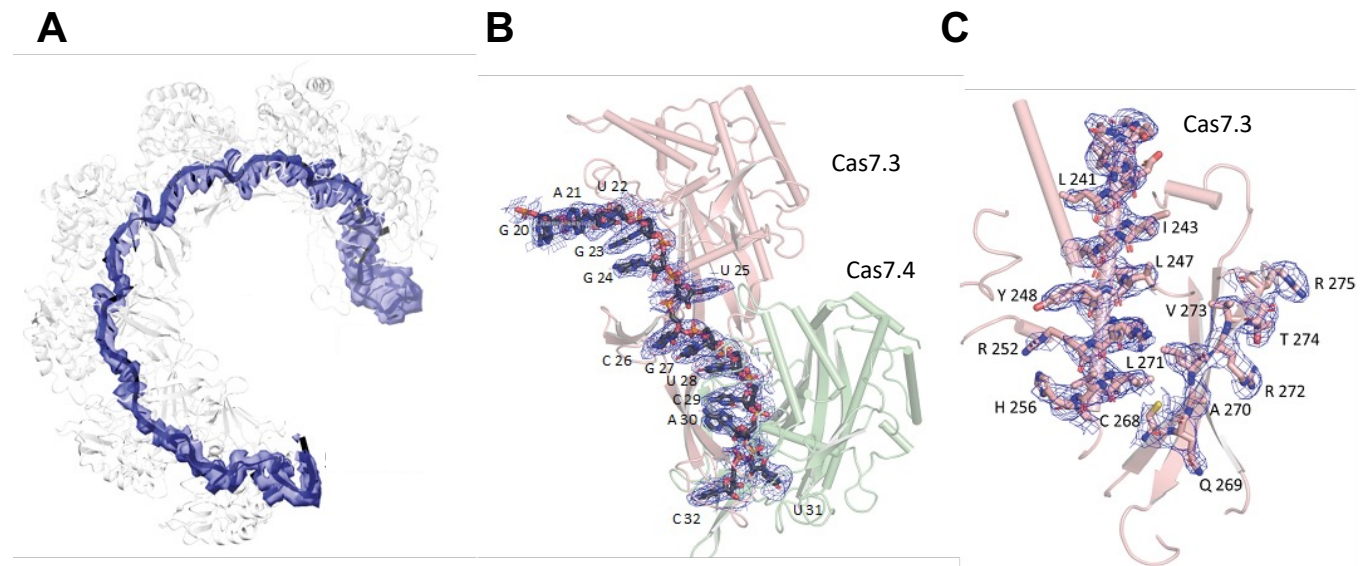 A
B
C
Cas7.3
Cas7.4
A 21
U 22
G 20
G 23
G 24
U 25
C 26
G 27
U 28
C29
A 30
U 31
C 32
Cas7.3
L 241
I 243
L 247
Y 248
V 273
R 275
T 274
R 252
L 271
R 272
H 256
C 268
A 270
Q 269